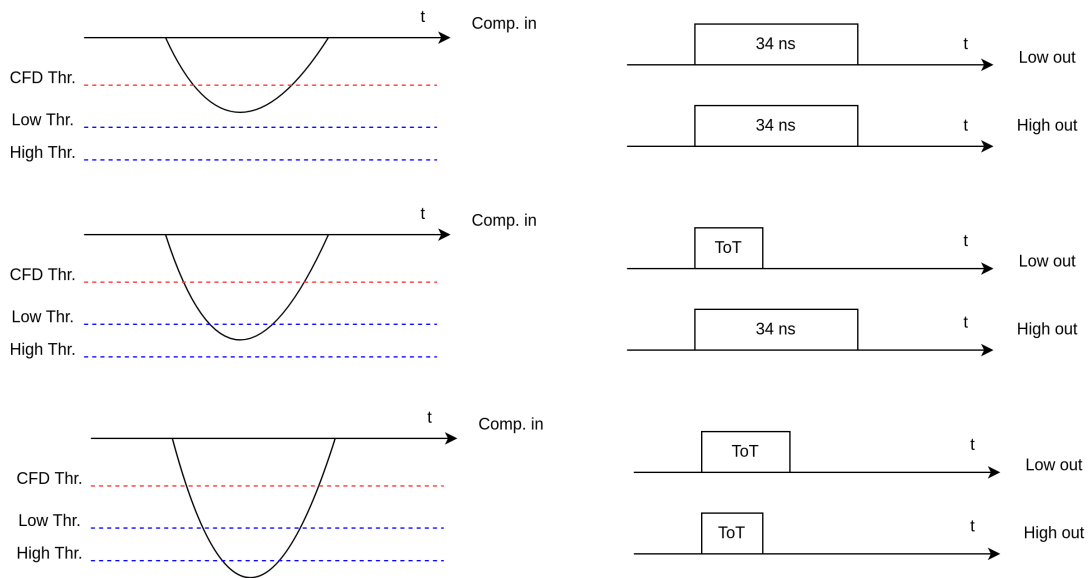 t
Comp. in
CFD Thr.
Low Thr.
High Thr.
34 ns
t
Low out
34 ns
t
High out
t
Comp. in
CFD Thr.
Low Thr.
High Thr.
ToT
t
Low out
34 ns
t
High out
t
Comp. in
CFD Thr.
Low Thr.
High Thr.
ToT
t
Low out
ToT
t
High out